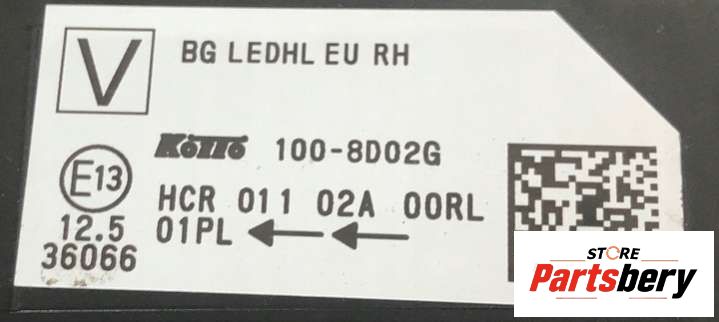 V
BG LEDHL EU RH
KOITO 100-8D02G
E13
HCR 011 02A 00RL
12.5 01PL
36066
STORE
Partsbery